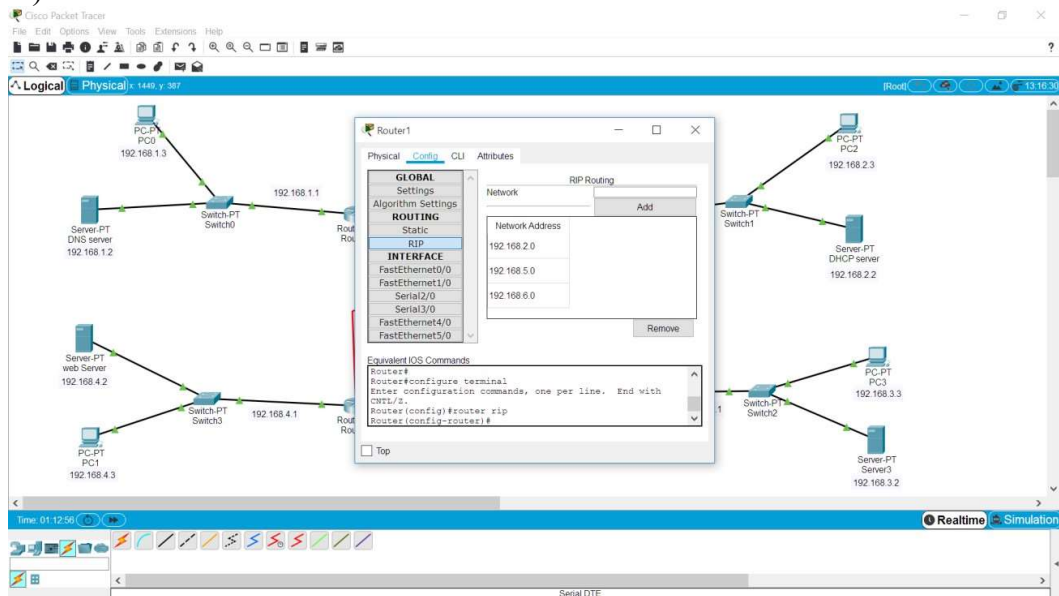 Cisco Packet Tracer
File Edit Options View Tools Extensions Help
?
Logical Physical x: 1449, y: 387 [Root] 13:16:30
PC-PT
PC0
192.168.1.3
192.168.1.1
Switch-PT
Switch0
Server-PT
DNS server
192.168.1.2
Rout
Rou
Server-PT
web Server
192.168.4.2
Switch-PT
Switch3
192.168.4.1
Rout
Rou
PC-PT
PC1
192.168.4.3
Router1
Physical Config CLI Attributes
GLOBAL
Settings
Algorithm Settings
ROUTING
Static
RIP
INTERFACE
FastEthernet0/0
FastEthernet1/0
Serial2/0
Serial3/0
FastEthernet4/0
FastEthernet5/0
RIP Routing
Network
Add
Network Address
192.168.2.0
192.168.5.0
192.168.6.0
Remove
Equivalent IOS Commands
Router#
Router#configure terminal
Enter configuration commands, one per line. End with
CNTL/Z.
Router(config)#router rip
Router(config-router)#
Top
PC-PT
PC2
192.168.2.3
Switch-PT
Switch1
Server-PT
DHCP server
192.168.2.2
PC-PT
PC3
192.168.3.3
1
Switch-PT
Switch2
Server-PT
Server3
192.168.3.2
Time: 01:12:56 Realtime Simulation
Serial DTE